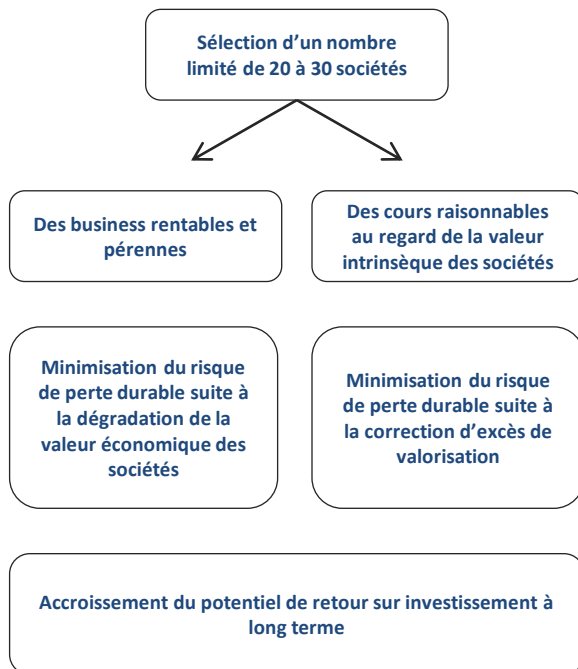 Sélection d’un nombre
limité de 20 à 30 sociétés
Des business rentables et
pérennes
Des cours raisonnables
au regard de la valeur
intrinsèque des sociétés
Minimisation du risque
de perte durable suite à
la dégradation de la
valeur économique des
sociétés
Minimisation du risque
de perte durable suite à
la correction d’excès de
valorisation
Accroissement du potentiel de retour sur investissement à
long terme